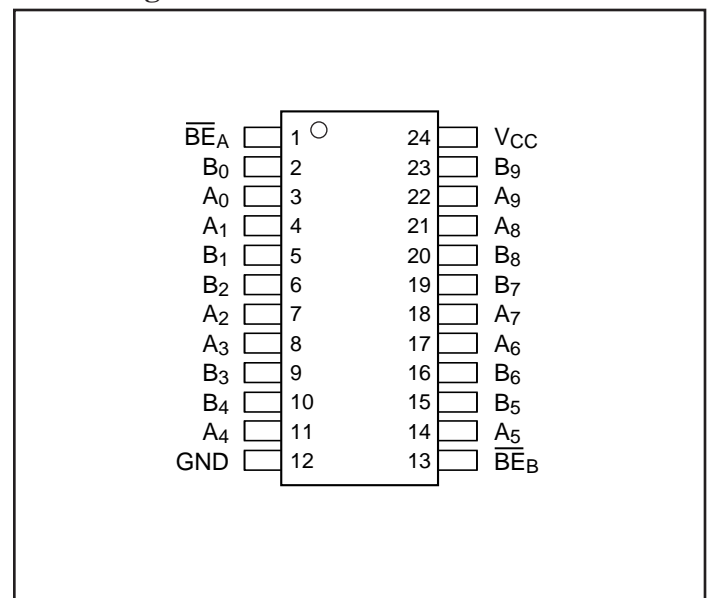 B̅E̅A 1 24 VCC
B0 2 23 B9
A0 3 22 A9
A1 4 21 A8
B1 5 20 B8
B2 6 19 B7
A2 7 18 A7
A3 8 17 A6
B3 9 16 B6
B4 10 15 B5
A4 11 14 A5
GND 12 13 B̅E̅B